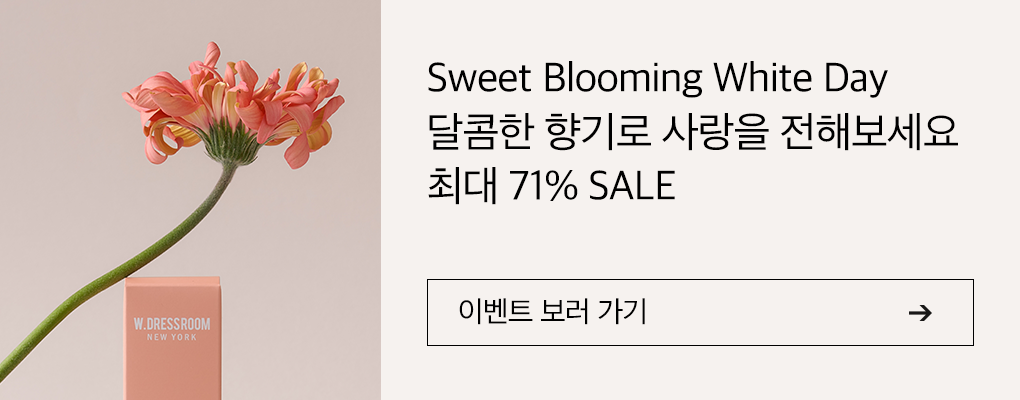 Sweet Blooming White Day
달콤한 향기로 사랑을 전해보세요
최대 71% SALE
이벤트 보러 가기
W.DRESSROOM
NEW YORK